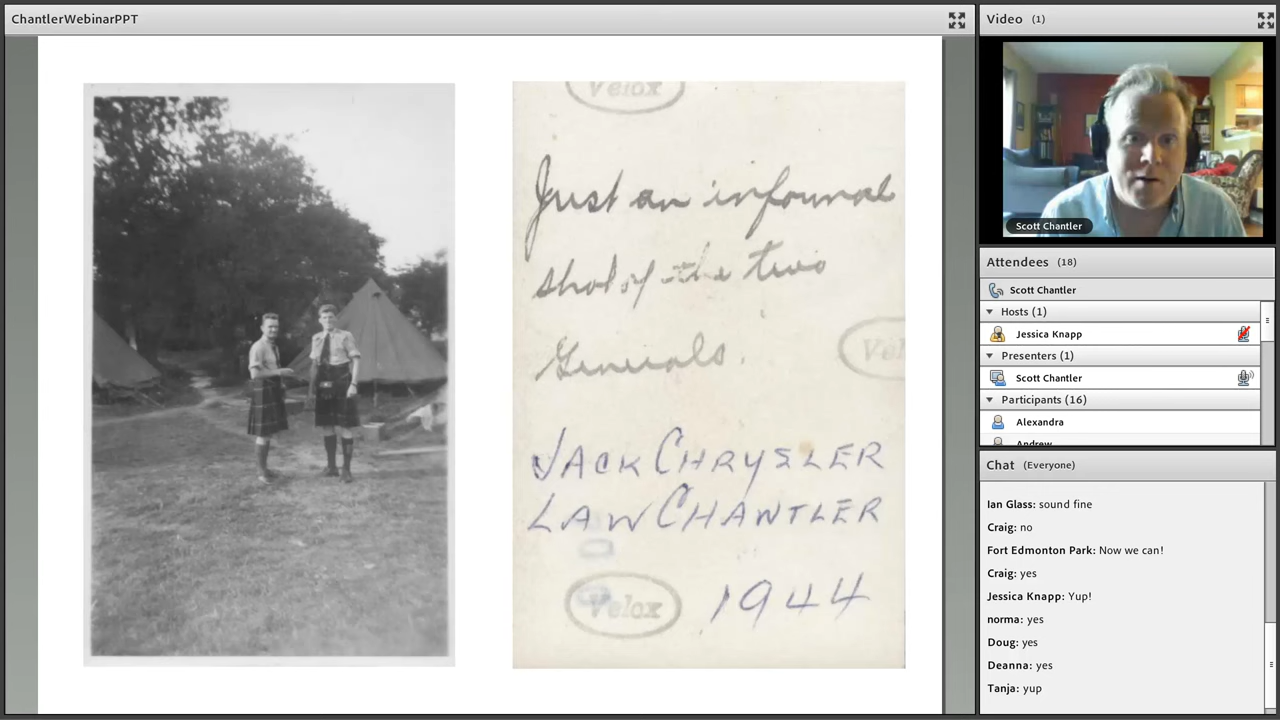 ChantlerWebinarPPT
Velox
Just an informal
shot of the two
Generals.
Vel
JACK CHRYSLER
LAW CHANTLER
Velox
1944
Video (1)
Scott Chantler
Attendees (18)
Scott Chantler
Hosts (1)
Jessica Knapp
Presenters (1)
Scott Chantler
Participants (16)
Alexandra
Andrew
Chat (Everyone)
Ian Glass: sound fine
Craig: no
Fort Edmonton Park: Now we can!
Craig: yes
Jessica Knapp: Yup!
norma: yes
Doug: yes
Deanna: yes
Tanja: yup